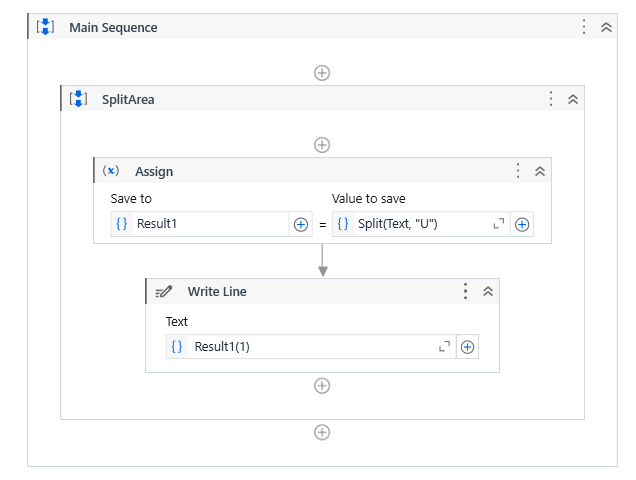 Main Sequence
SplitArea
(x) Assign
Save to Value to save
{} Result1 = {} Split(Text, "U")
Write Line
Text
{} Result1(1)